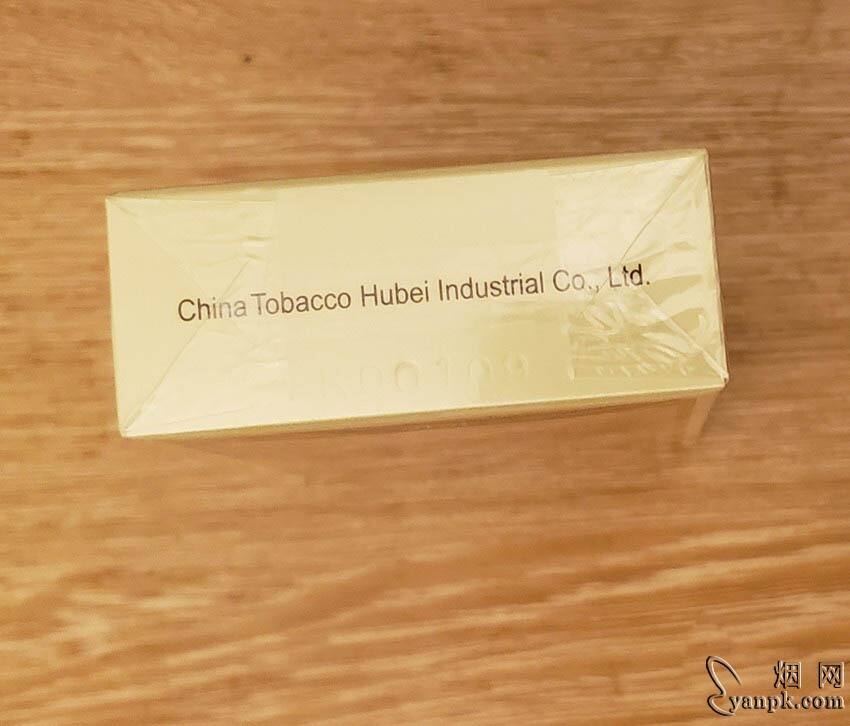 China Tobacco Hubei Industrial Co., Ltd.
烟 网
yanpk.com